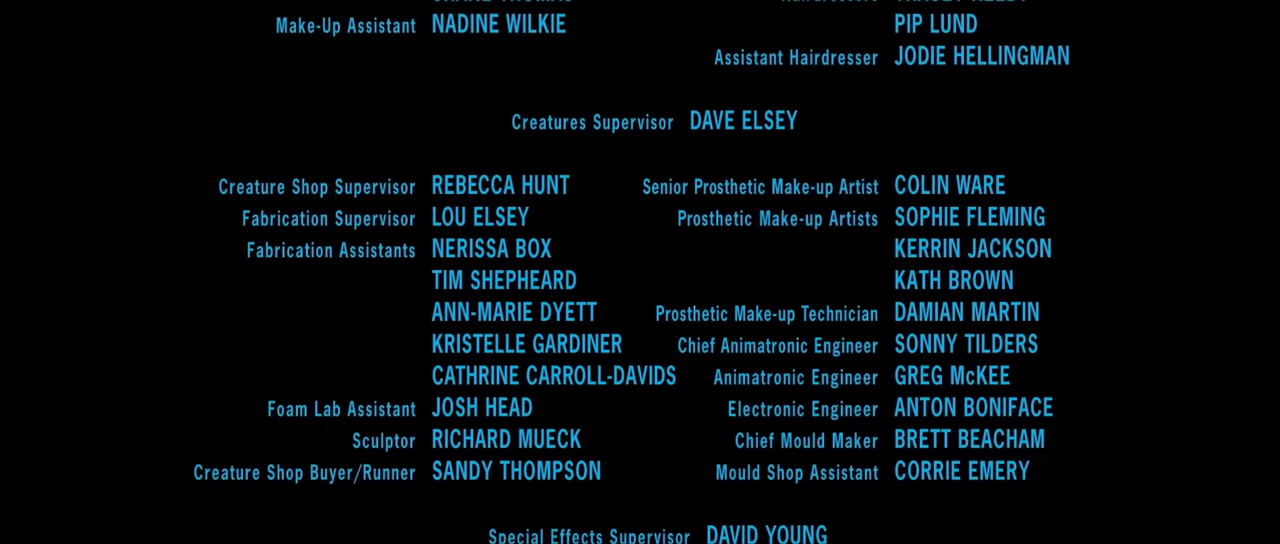 Make-Up Assistant NADINE WILKIE PIP LUND
Assistant Hairdresser JODIE HELLINGMAN
Creatures Supervisor DAVE ELSEY
Creature Shop Supervisor REBECCA HUNT
Fabrication Supervisor LOU ELSEY
Fabrication Assistants NERISSA BOX
TIM SHEPHEARD
ANN-MARIE DYETT
KRISTELLE GARDINER
CATHRINE CARROLL-DAVIDS
Foam Lab Assistant JOSH HEAD
Sculptor RICHARD MUECK
Creature Shop Buyer/Runner SANDY THOMPSON
Senior Prosthetic Make-up Artist COLIN WARE
Prosthetic Make-up Artists SOPHIE FLEMING
KERRIN JACKSON
KATH BROWN
Prosthetic Make-up Technician DAMIAN MARTIN
Chief Animatronic Engineer SONNY TILDERS
Animatronic Engineer GREG McKEE
Electronic Engineer ANTON BONIFACE
Chief Mould Maker BRETT BEACHAM
Mould Shop Assistant CORRIE EMERY
Special Effects Supervisor DAVID YOUNG